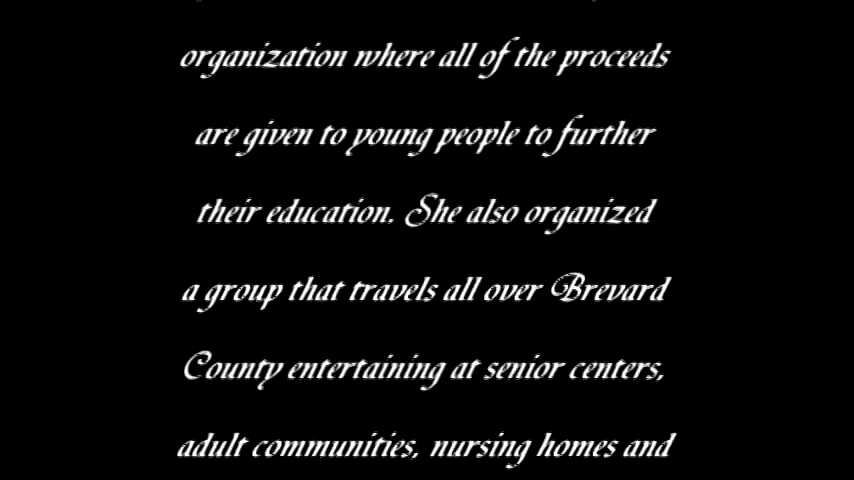 organization where all of the proceeds
are given to young people to further
their education. She also organized
a group that travels all over Brevard
County entertaining at senior centers,
adult communities, nursing homes and